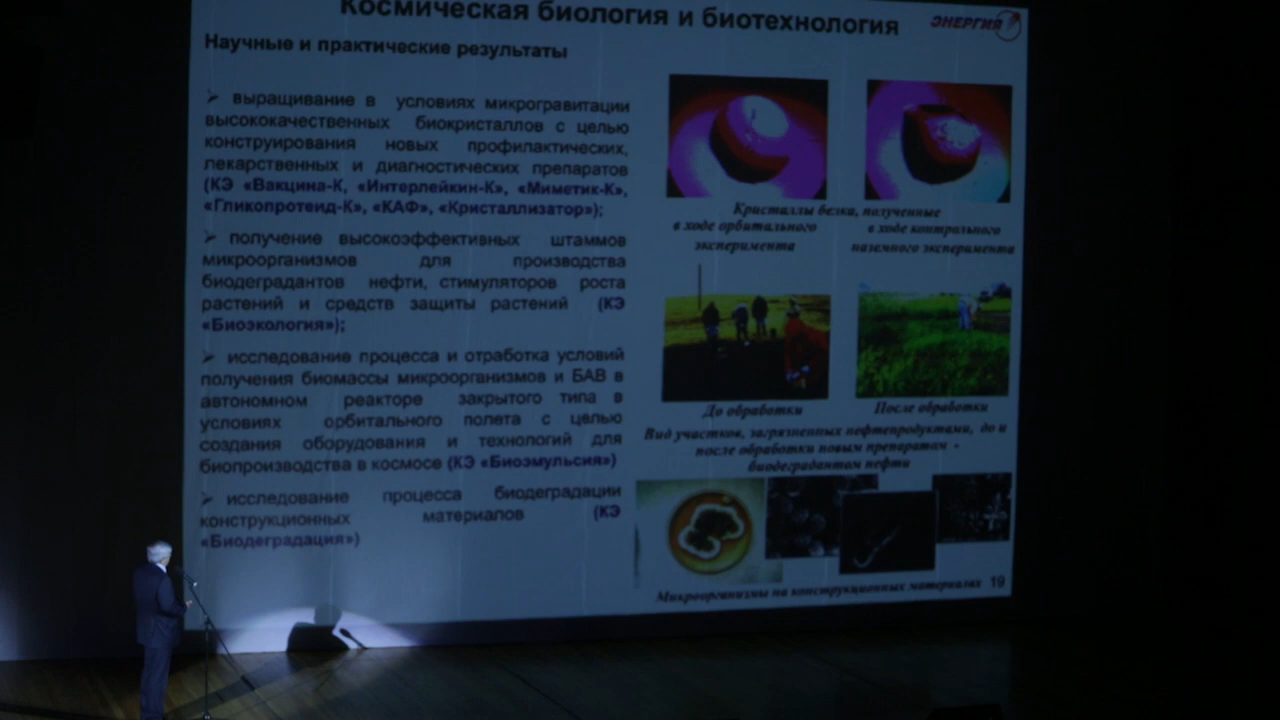 Космическая биология и биотехнология
ЭНЕРГИЯ
Научные и практические результаты
➢ выращивание в условиях микрогравитации
высококачественных биокристаллов с целью
конструирования новых профилактических,
лекарственных и диагностических препаратов
(КЭ «Вакцина-К, «Интерлейкин-К», «Миметик-К»,
«Гликопротеид-К», «КАФ», «Кристаллизатор»);
➢ получение высокоэффективных штаммов
микроорганизмов для производства
биодеградантов нефти, стимуляторов роста
растений и средств защиты растений (КЭ
«Биоэкология»);
➢ исследование процесса и отработка условий
получения биомассы микроорганизмов и БАВ в
автономном реакторе закрытого типа в
условиях орбитального полета с целью
создания оборудования и технологий для
биопроизводства в космосе (КЭ «Биоэмульсия»)
➢ исследование процесса биодеградации
конструкционных материалов (КЭ
«Биодеградация»)
Кристаллы белка, полученные
в ходе орбитального
эксперимента
в ходе контрольного
наземного эксперимента
До обработки
После обработки
Вид участков, загрязненных нефтепродуктами, до и
после обработки новым препаратом -
биодеградантом нефти
Микроорганизмы на конструкционных материалах
19